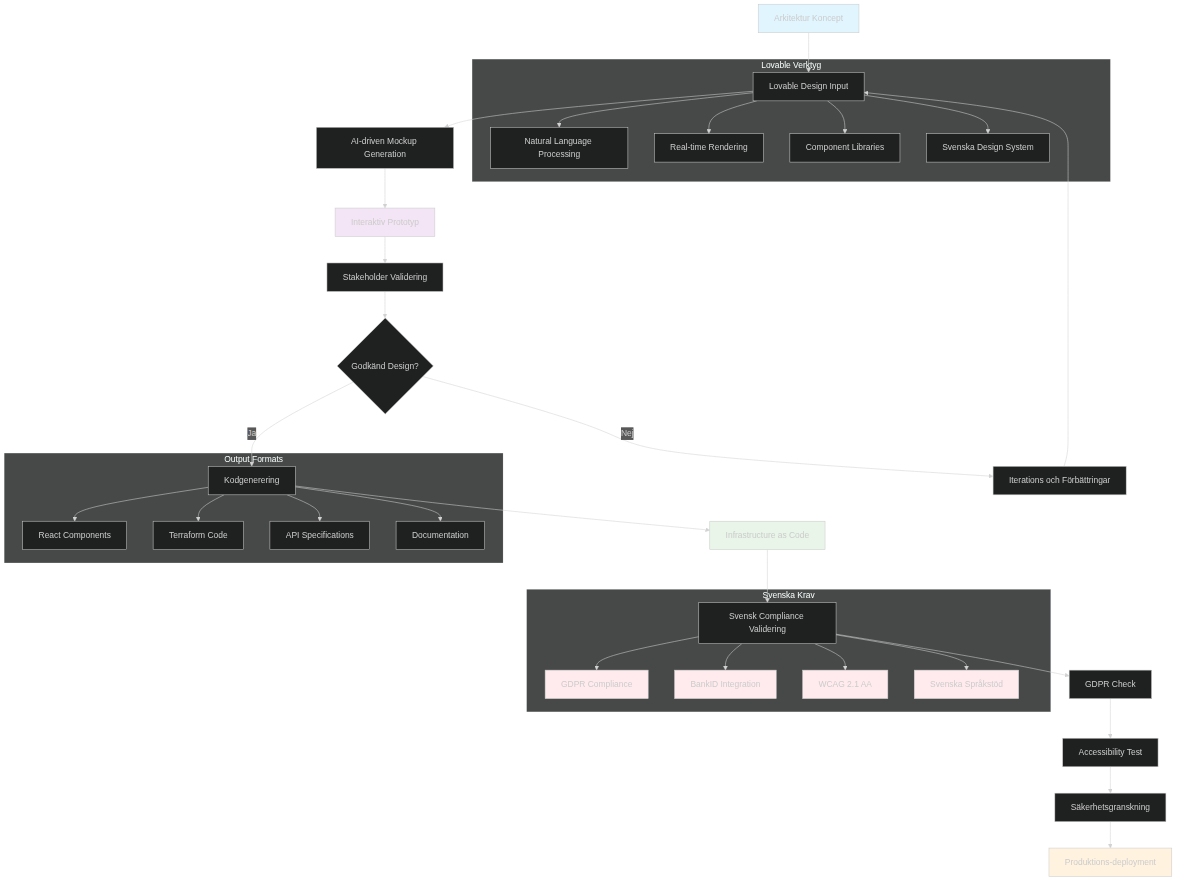 Arkitektur Koncept
Lovable Verktyg
Lovable Design Input
AI-driven Mockup
Generation
Natural Language
Processing
Real-time Rendering
Component Libraries
Svenska Design System
Interaktiv Prototyp
Stakeholder Validering
Godkänd Design?
Ja
Nej
Output Formats
Kodgenerering
Iterations och Förbättringar
React Components
Terraform Code
API Specifications
Documentation
Infrastructure as Code
Svenska Krav
Svensk Compliance
Validering
GDPR Compliance
BankID Integration
WCAG 2.1 AA
Svenska Språkstöd
GDPR Check
Accessibility Test
Säkerhetsgranskning
Produktions-deployment